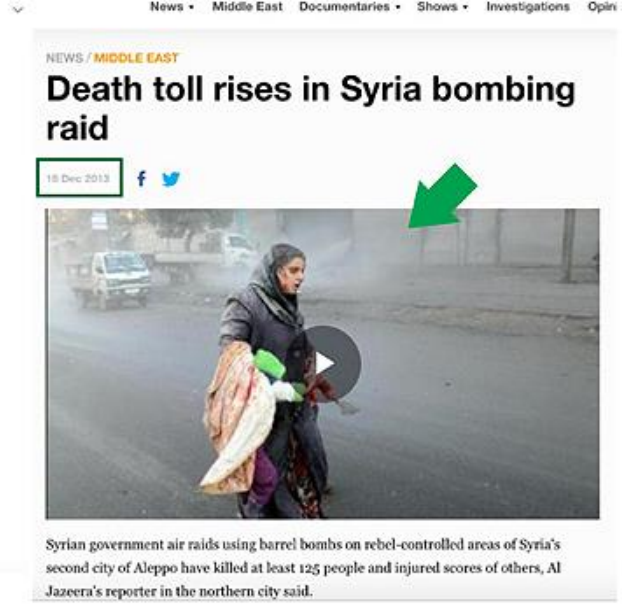 News Middle East Documentaries Shows Investigations Opini
NEWS / MIDDLE EAST
Death toll rises in Syria bombing
raid
Dec 2013
Syrian government air raids using barrel bombs on rebel-controlled areas of Syria's
second city of Aleppo have killed at least 125 people and injured scores of others, Al
Jazeera's reporter in the northern city said.